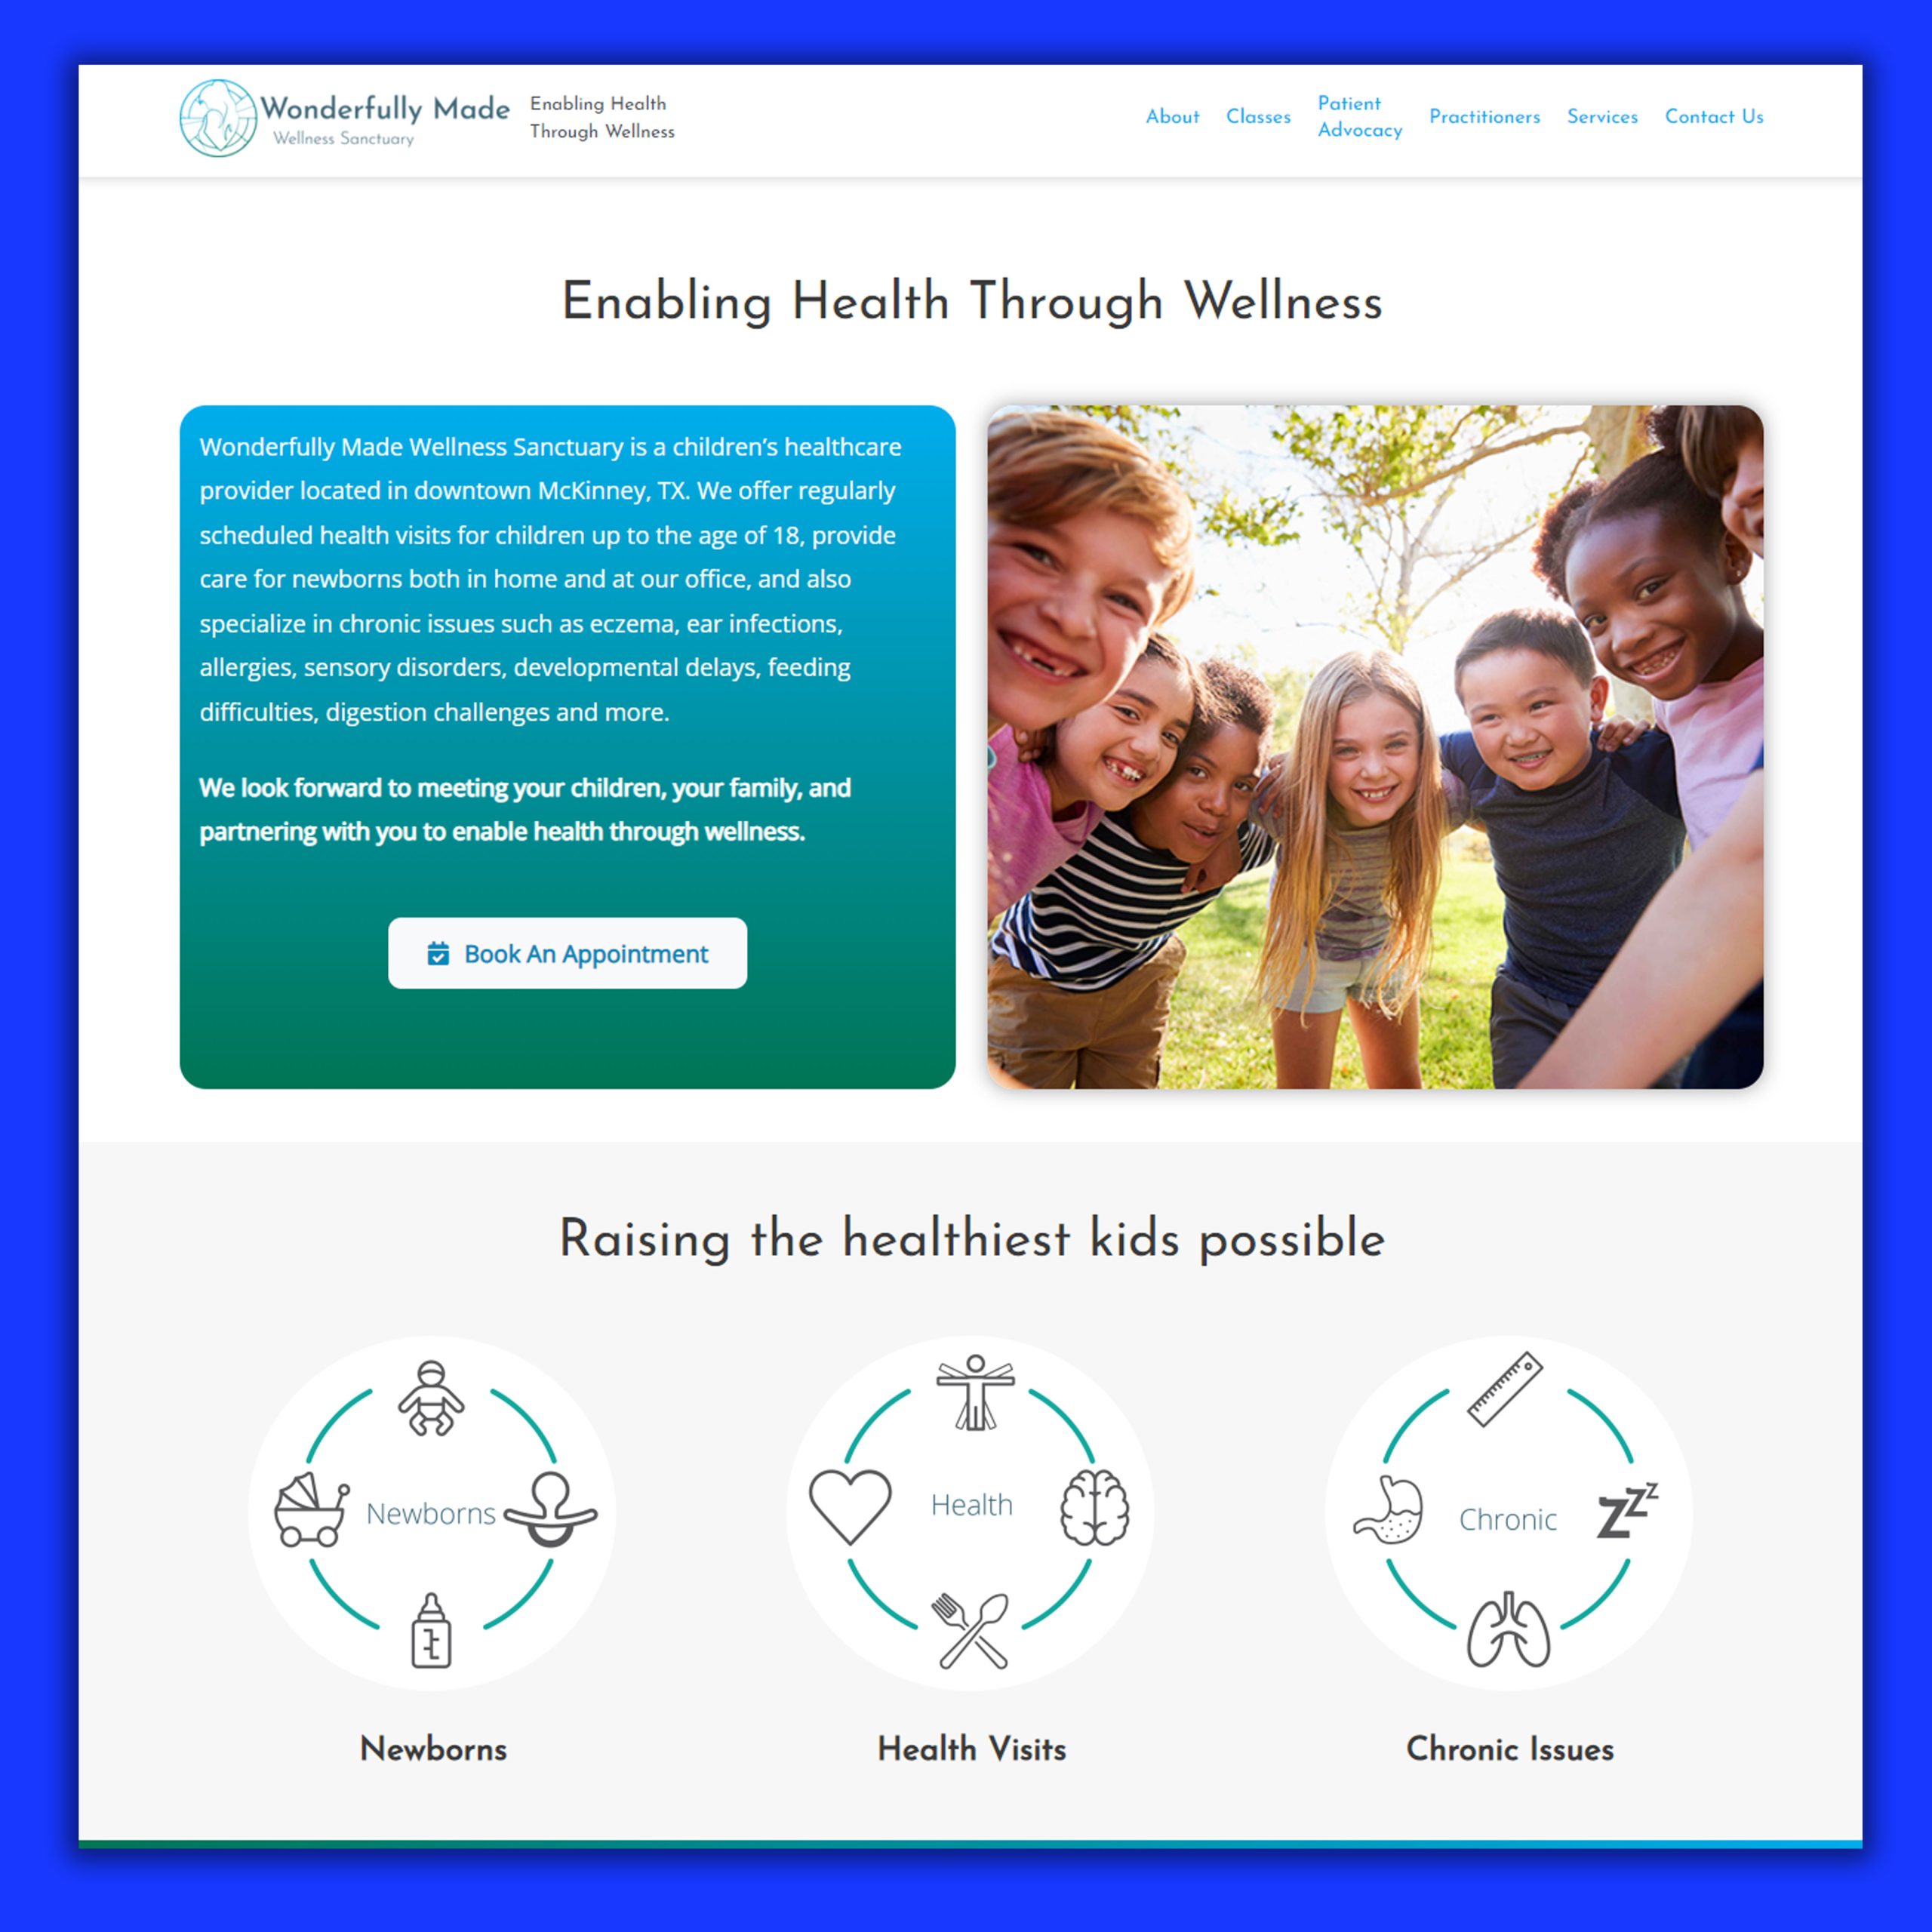 Wonderfully Made
Wellness Sanctuary
Enabling Health
Through Wellness
About
Classes
Patient
Advocacy
Practitioners
Services
Contact Us
Enabling Health Through Wellness
Wonderfully Made Wellness Sanctuary is a children’s healthcare
provider located in downtown McKinney, TX. We offer regularly
scheduled health visits for children up to the age of 18, provide
care for newborns both in home and at our office, and also
specialize in chronic issues such as eczema, ear infections,
allergies, sensory disorders, developmental delays, feeding
difficulties, digestion challenges and more.
We look forward to meeting your children, your family, and
partnering with you to enable health through wellness.
Book An Appointment
Raising the healthiest kids possible
Newborns
Health
Chronic
zzz
Newborns
Health Visits
Chronic Issues